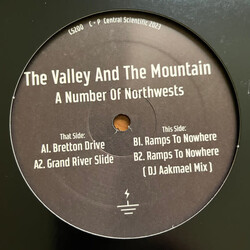 CS200 C + P Central Scientific 2023
The Valley And The Mountain
A Number Of Northwests
That Side:
A1. Bretton Drive
A2. Grand River Slide
This Side:
B1. Ramps To Nowhere
B2. Ramps To Nowhere
( DJ Aakmael Mix )